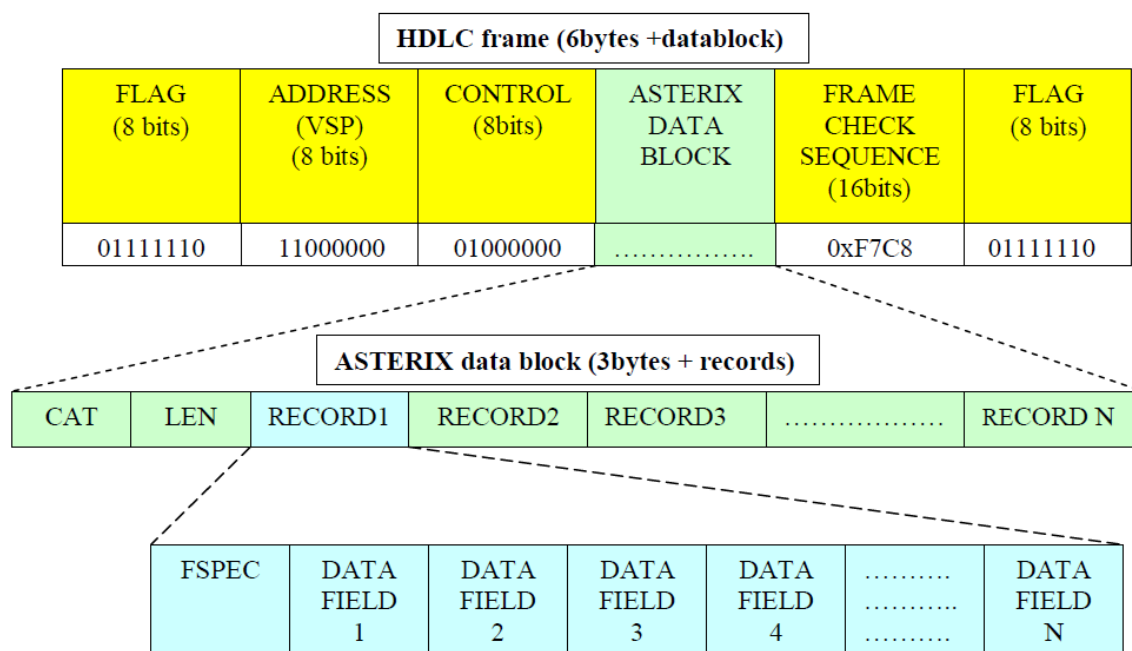 HDLC frame (6bytes +datablock)
FLAG
(8 bits)
ADDRESS
(VSP)
(8 bits)
CONTROL
(8bits)
ASTERIX
DATA
BLOCK
FRAME
CHECK
SEQUENCE
(16bits)
FLAG
(8 bits)
01111110
11000000
01000000
…………….
0xF7C8
01111110
ASTERIX data block (3bytes + records)
CAT
LEN
RECORD1
RECORD2
RECORD3
………………
RECORD N
FSPEC
DATA
FIELD
1
DATA
FIELD
2
DATA
FIELD
3
DATA
FIELD
4
……….
………..
……….
DATA
FIELD
N